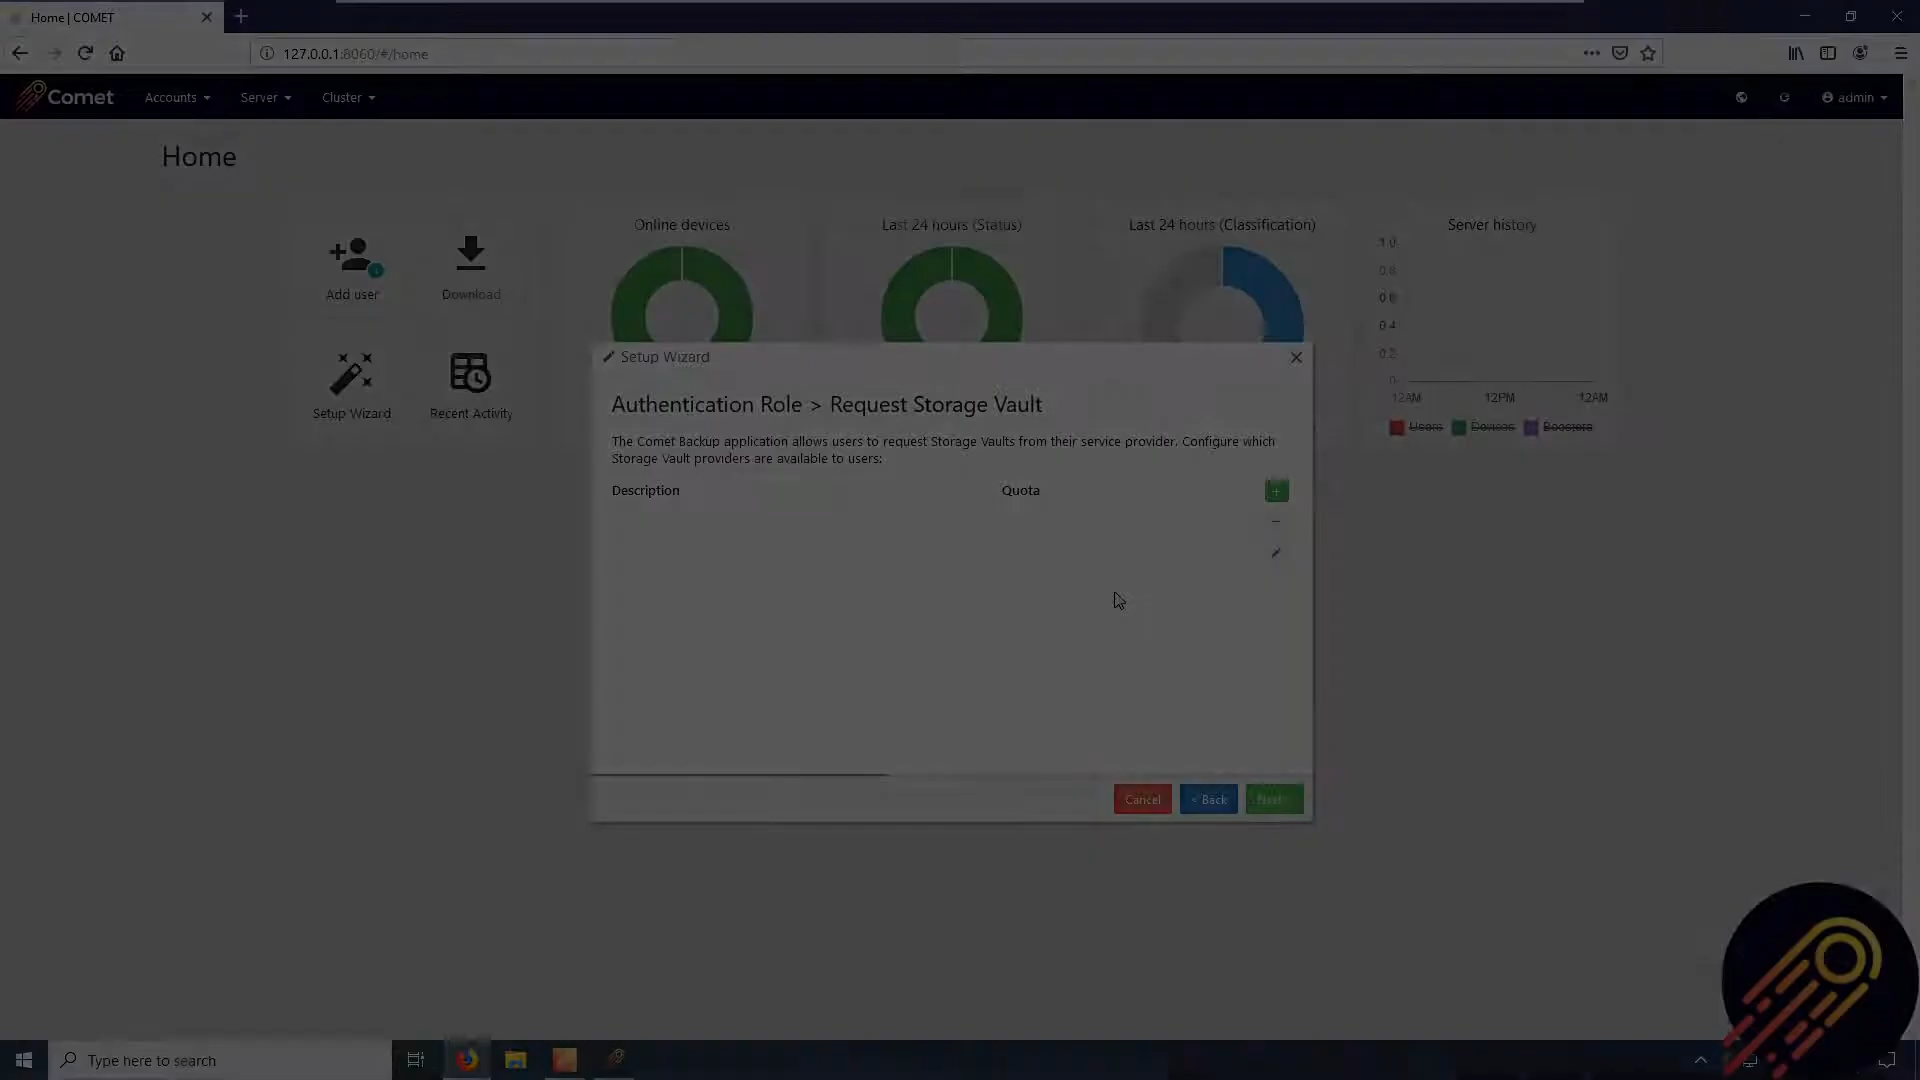 Home | COMET
127.0.0.1:8060/#/home
Comet
Accounts
Server
Cluster
admin
Home
Add user
Download
Setup Wizard
Recent Activity
Online devices
Last 24 hours (Status)
Last 24 hours (Classification)
Server history
1.0
0.8
0.6
0.4
0.2
0
12AM
12PM
12AM
Users
Devices
Boosters
Setup Wizard
Authentication Role > Request Storage Vault
The Comet Backup application allows users to request Storage Vaults from their service provider. Configure which
Storage Vault providers are available to users:
Description
Quota
Cancel
< Back
Next
Type here to search